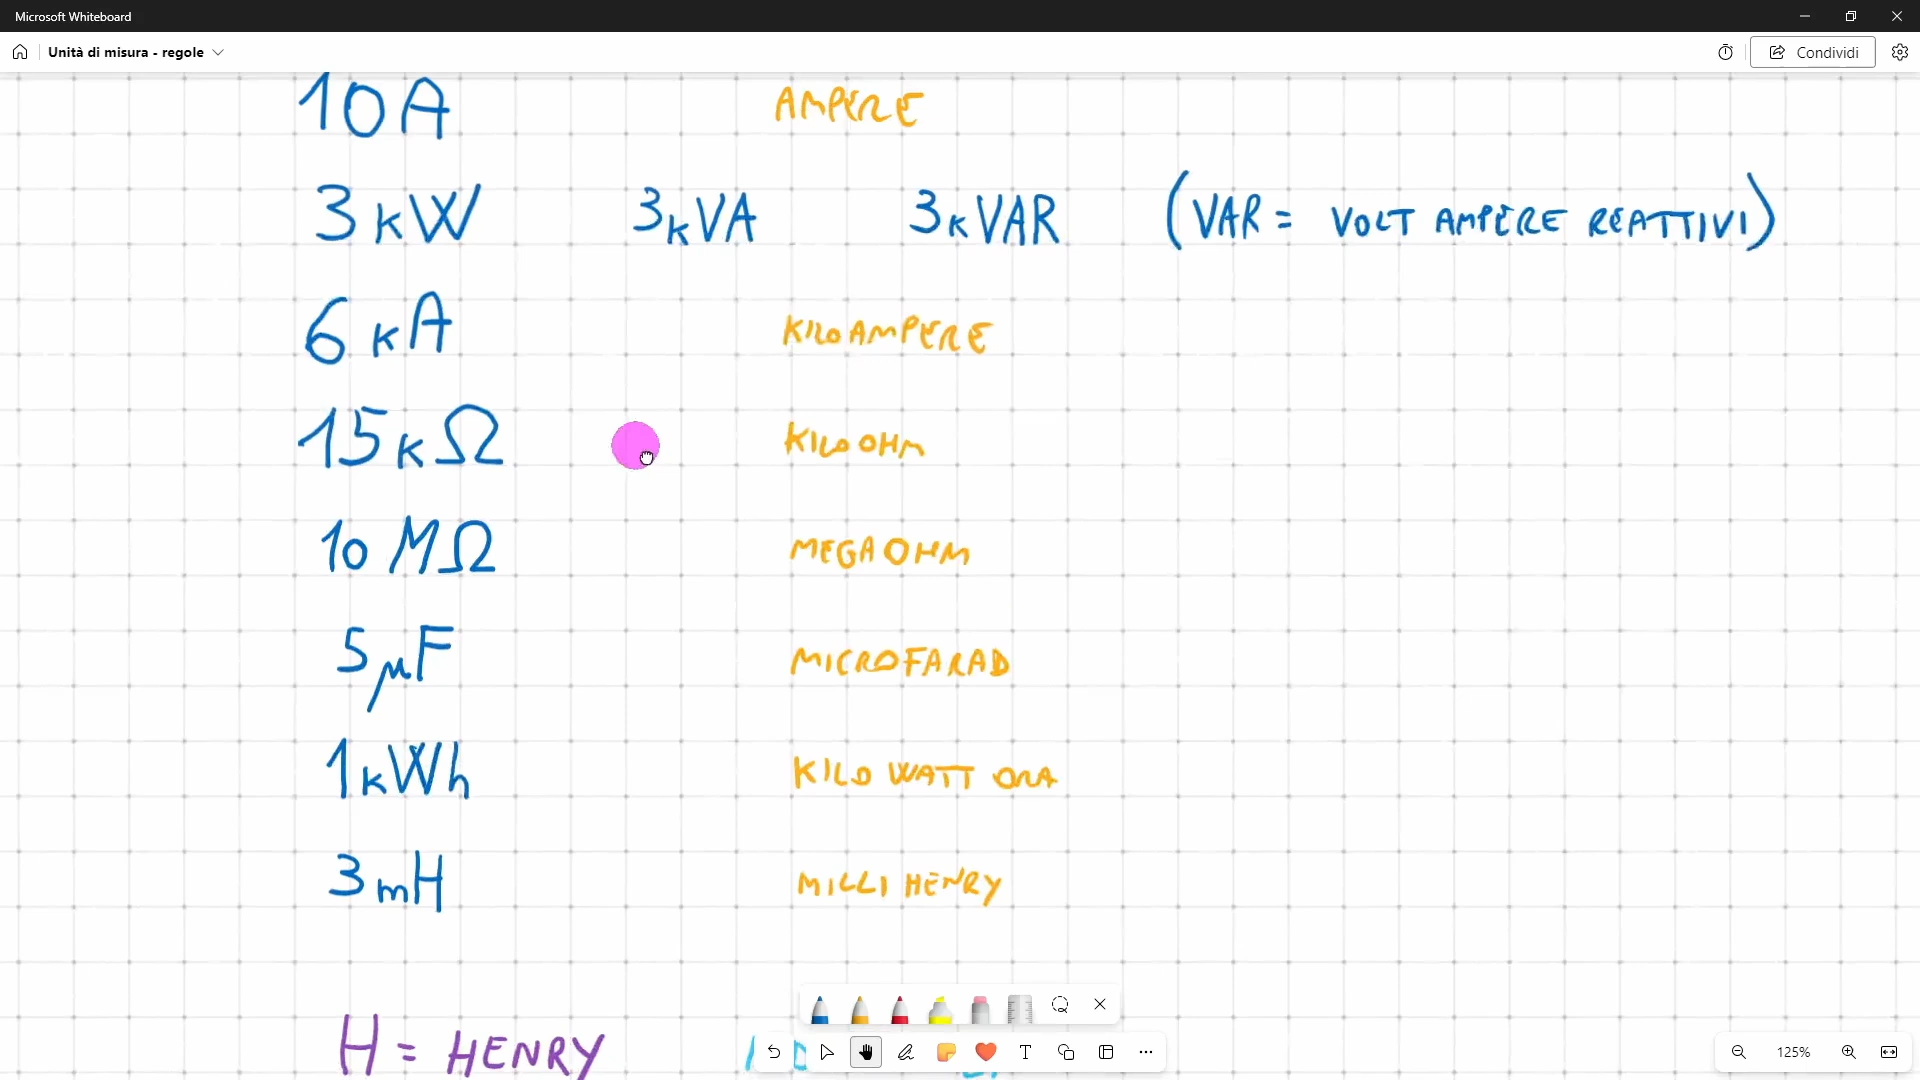 Microsoft Whiteboard
Unità di misura - regole
Condividi
10 A AMPERE
3 kW 3 kVA 3 kVAR (VAR = VOLT AMPERE REATTIVI)
6 kA KILO AMPERE
15 kΩ KILO OHM
10 MΩ MEGA OHM
5 μF MICROFARAD
1 kWh KILO WATT ORA
3 mH MILLI HENRY
H = HENRY
125%